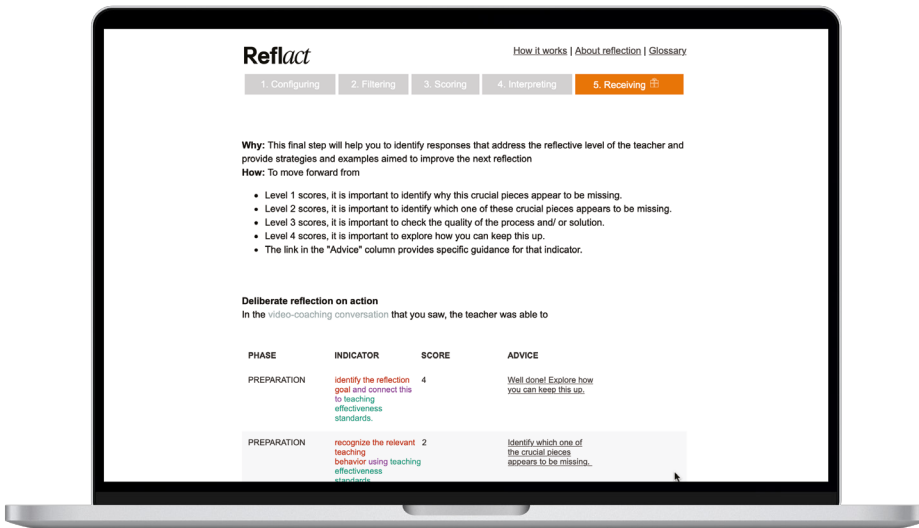 Reflact
How it works | About reflection | Glossary
1. Configuring
2. Filtering
3. Scoring
4. Interpreting
5. Receiving
Why: This final step will help you to identify responses that address the reflective level of the teacher and
provide strategies and examples aimed to improve the next reflection
How: To move forward from
• Level 1 scores, it is important to identify why this crucial pieces appear to be missing.
• Level 2 scores, it is important to identify which one of these crucial pieces appears to be missing.
• Level 3 scores, it is important to check the quality of the process and/ or solution.
• Level 4 scores, it is important to explore how you can keep this up.
• The link in the "Advice" column provides specific guidance for that indicator.
Deliberate reflection on action
In the video-coaching conversation that you saw, the teacher was able to
PHASE INDICATOR SCORE ADVICE
PREPARATION
identify the reflection
goal and connect this
to teaching
effectiveness
standards.
4
Well done! Explore how
you can keep this up.
PREPARATION
recognize the relevant
teaching
behavior using teaching
effectiveness
standards
2
Identify which one of
the crucial pieces
appears to be missing.